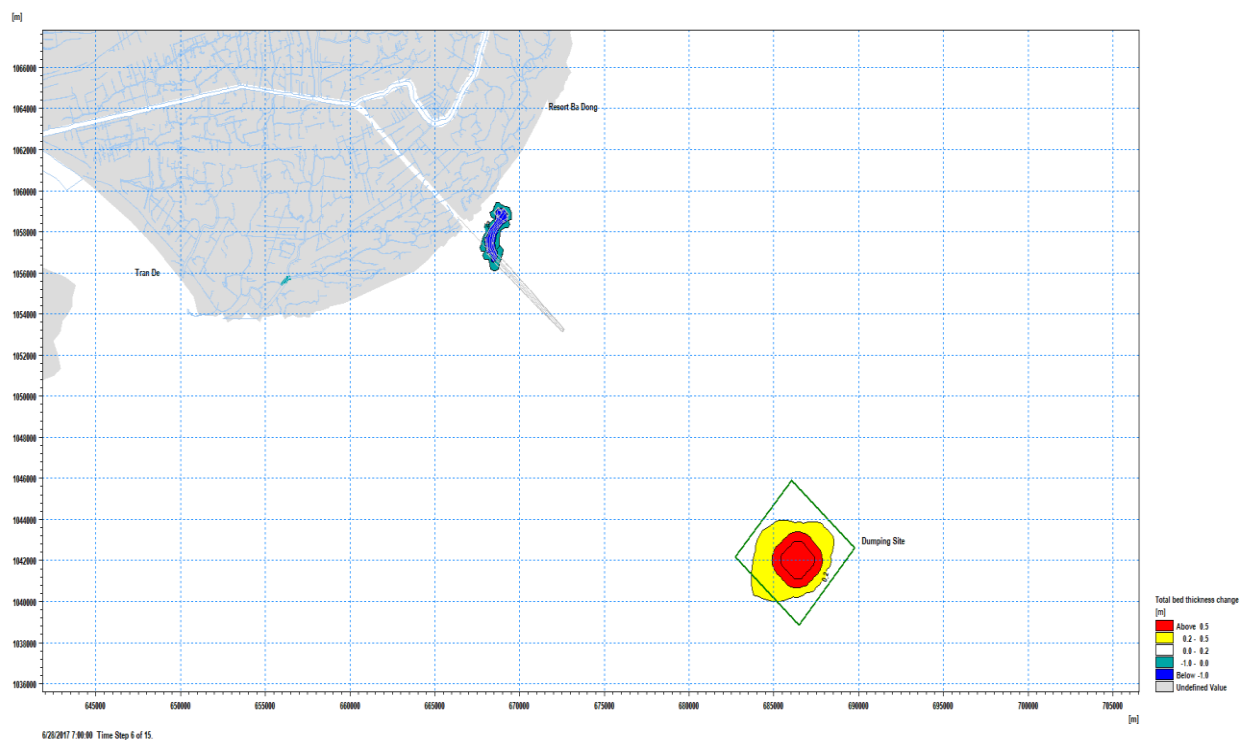 [m]
1066000
Resort Ba Dong
1064000
1062000
1060000
1058000
Tran De
1056000
1054000
1052000
1050000
1048000
1046000
1044000
Dumping Site
1042000
0.2
1040000
1038000
1036000
Total bed thickness change
[m]
Above 0.5
0.2 - 0.5
0.0 - 0.2
-1.0 - 0.0
Below -1.0
Undefined Value
645000 650000 655000 660000 665000 670000 675000 680000 685000 690000 695000 700000 705000
[m]
6/28/2017 7:00:00 Time Step 6 of 15.